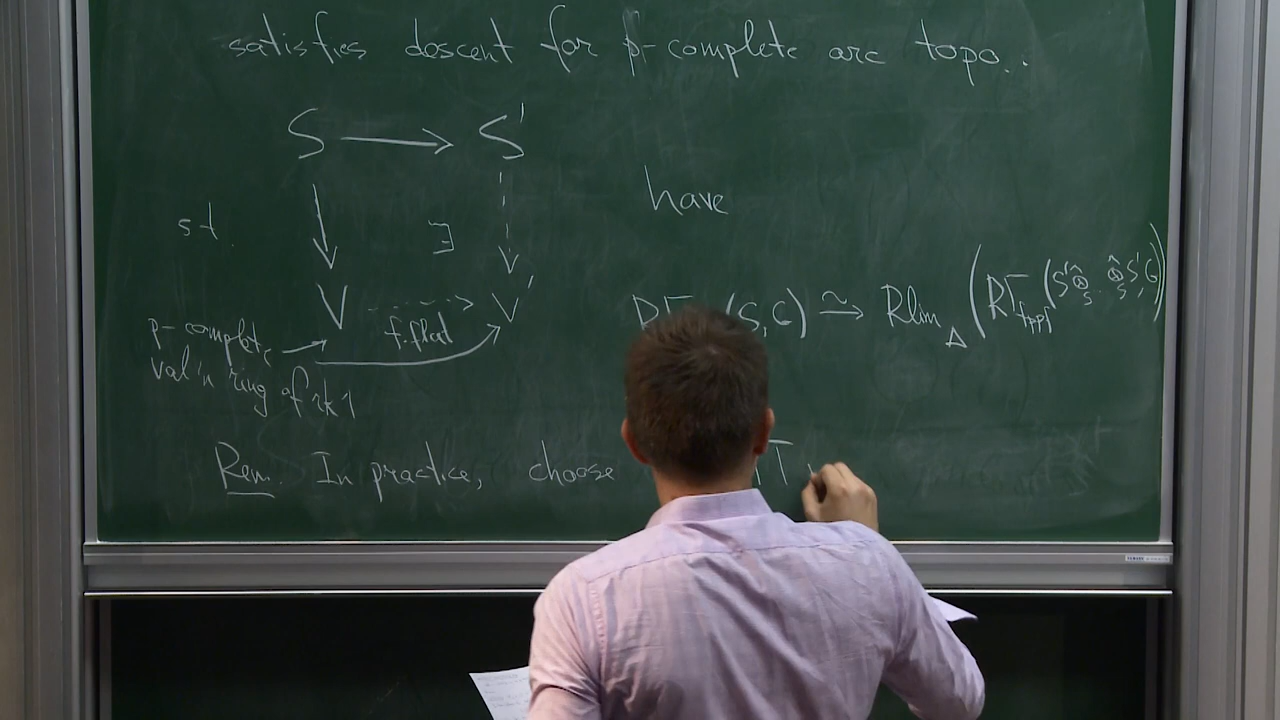 satisfies descent for p-complete arc topo..
S → S'
s.t. ∃ have
V f.flat V' (S, G) ≃→ Rlim_Δ (RΓ_fppf (S' ⊗̂_S .. ⊗̂_S S', G))
p-complete
val'n ring of rk 1
Rem. In practice, choose